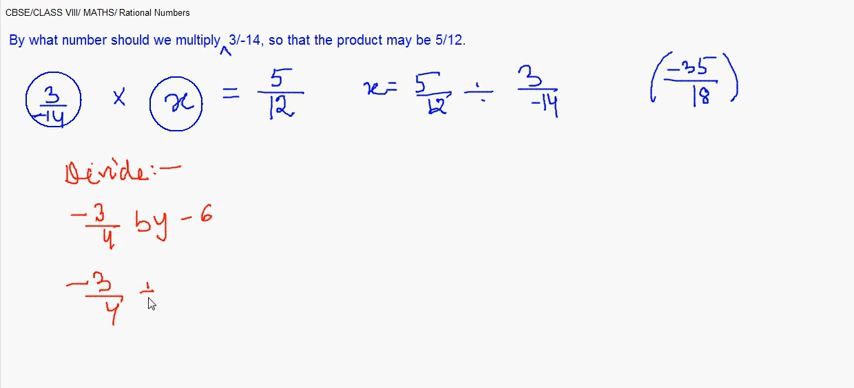 CBSE/CLASS VIII/ MATHS/ Rational Numbers
By what number should we multiply 3/-14, so that the product may be 5/12.
3/-14 × x = 5/12 x = 5/12 ÷ 3/-14 (-35/18)
Divide:-
-3/4 by -6
-3/4 ÷